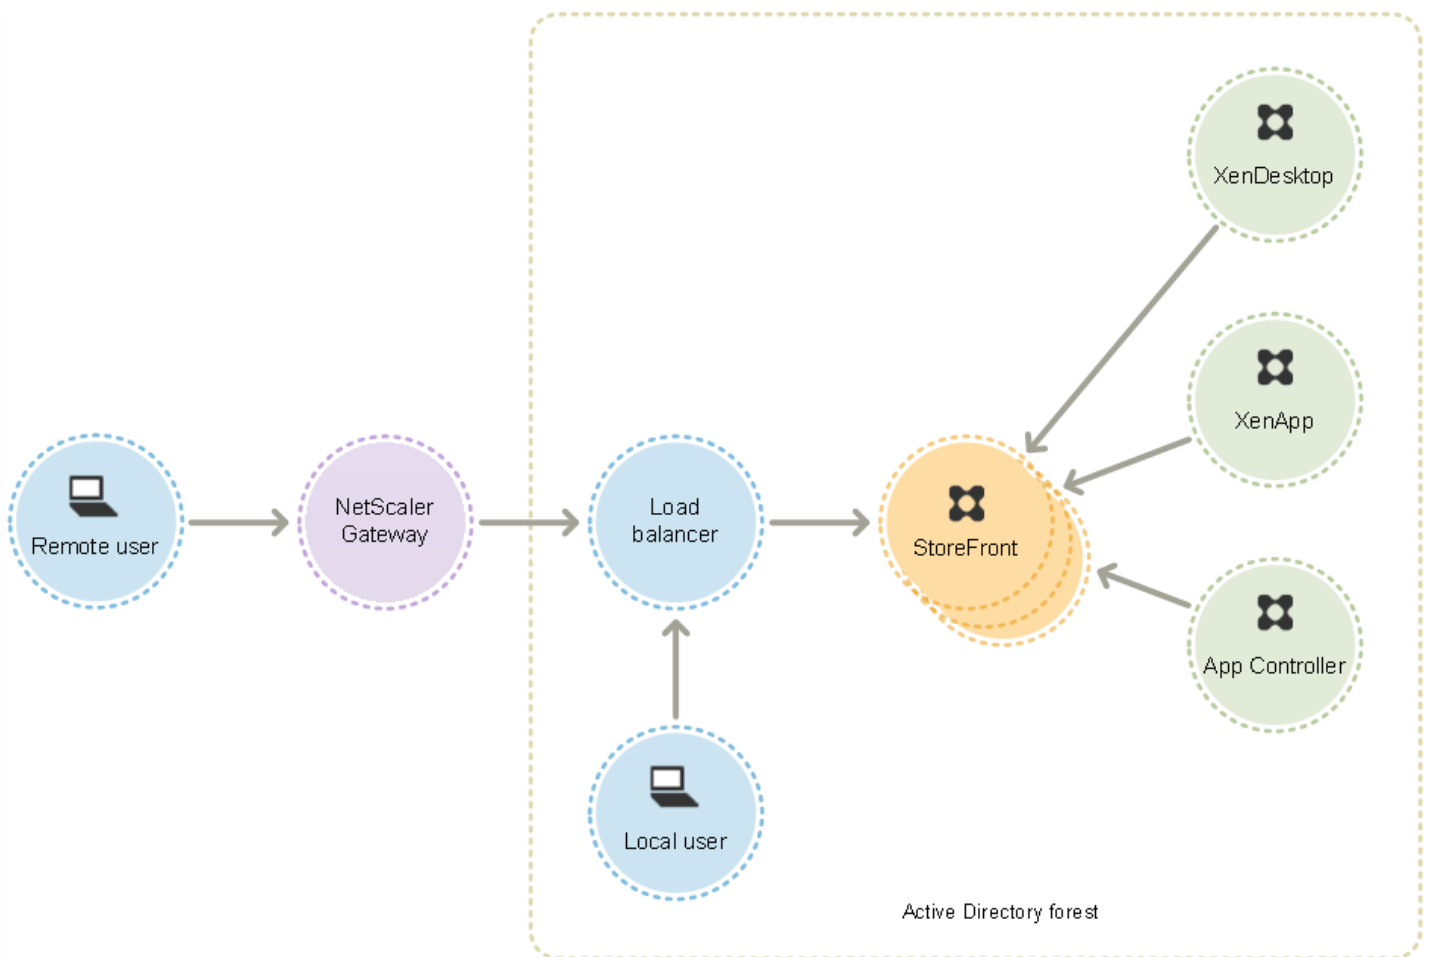 XenDesktop
XenApp
Remote user
NetScaler
Gateway
Load
balancer
StoreFront
App Controller
Local user
Active Directory forest